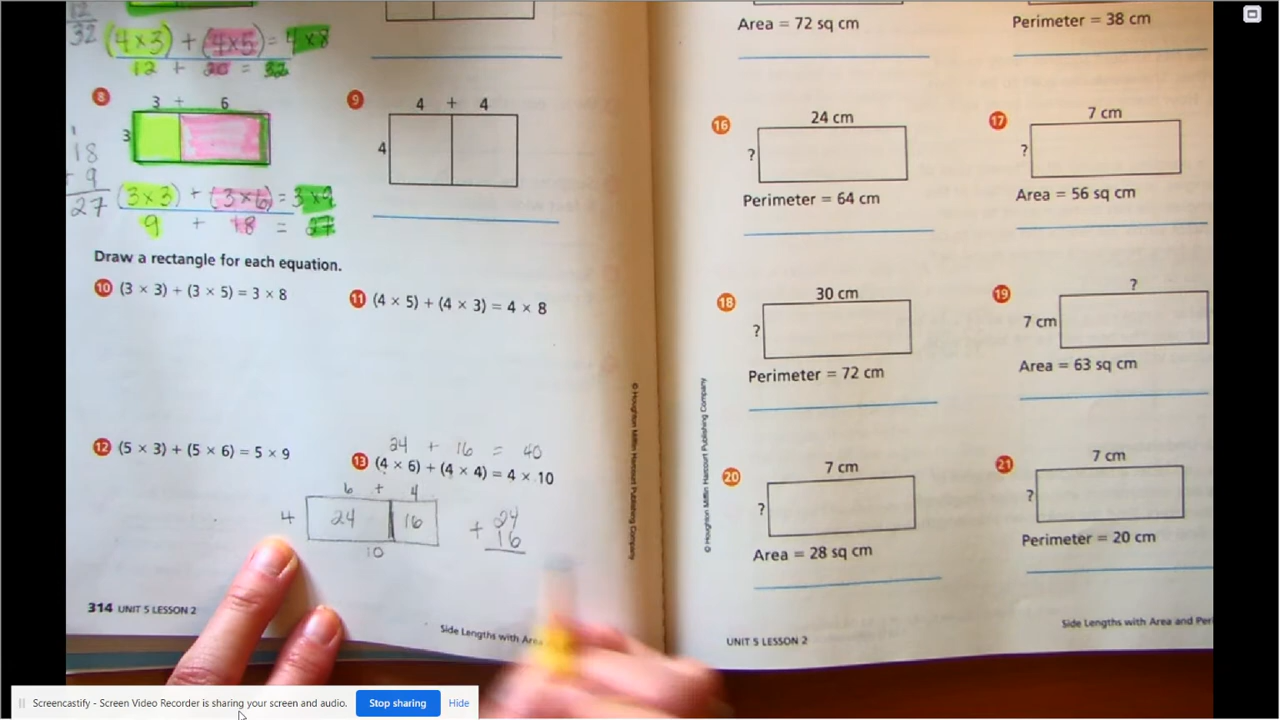 12
32
(4 × 3) + (4 × 5) = 4 × 8
12 + 20 = 32
8
3 + 6
3
1
18
+ 9
27
(3 × 3) + (3 × 6) = 3 × 9
9 + 18 = 27
9
4 + 4
4
Draw a rectangle for each equation.
10 (3 × 3) + (3 × 5) = 3 × 8
11 (4 × 5) + (4 × 3) = 4 × 8
12 (5 × 3) + (5 × 6) = 5 × 9
24 + 16 = 40
13 (4 × 6) + (4 × 4) = 4 × 10
6 + 4
4 24 16
10
24
+ 16
314 UNIT 5 LESSON 2
Side Lengths with Area
© Houghton Mifflin Harcourt Publishing Company
Area = 72 sq cm
Perimeter = 38 cm
16
24 cm
?
Perimeter = 64 cm
17
7 cm
?
Area = 56 sq cm
18
30 cm
?
Perimeter = 72 cm
19
?
7 cm
Area = 63 sq cm
20
7 cm
?
Area = 28 sq cm
21
7 cm
?
Perimeter = 20 cm
© Houghton Mifflin Harcourt Publishing Company
UNIT 5 LESSON 2
Side Lengths with Area and Peri
Screencastify - Screen Video Recorder is sharing your screen and audio.
Stop sharing
Hide